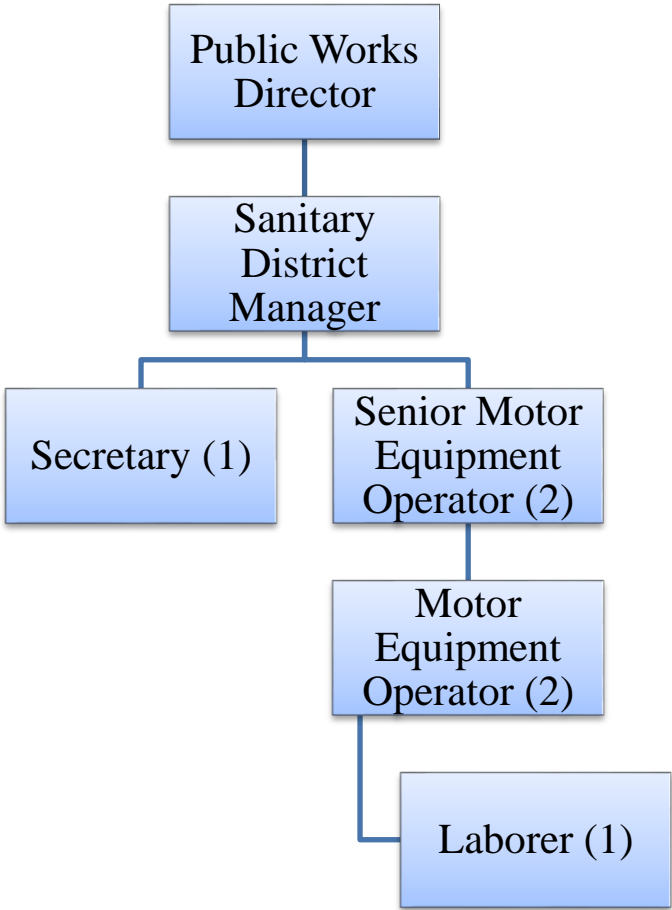 Public Works
Director
Sanitary
District
Manager
Secretary (1)
Senior Motor
Equipment
Operator (2)
Motor
Equipment
Operator (2)
Laborer (1)